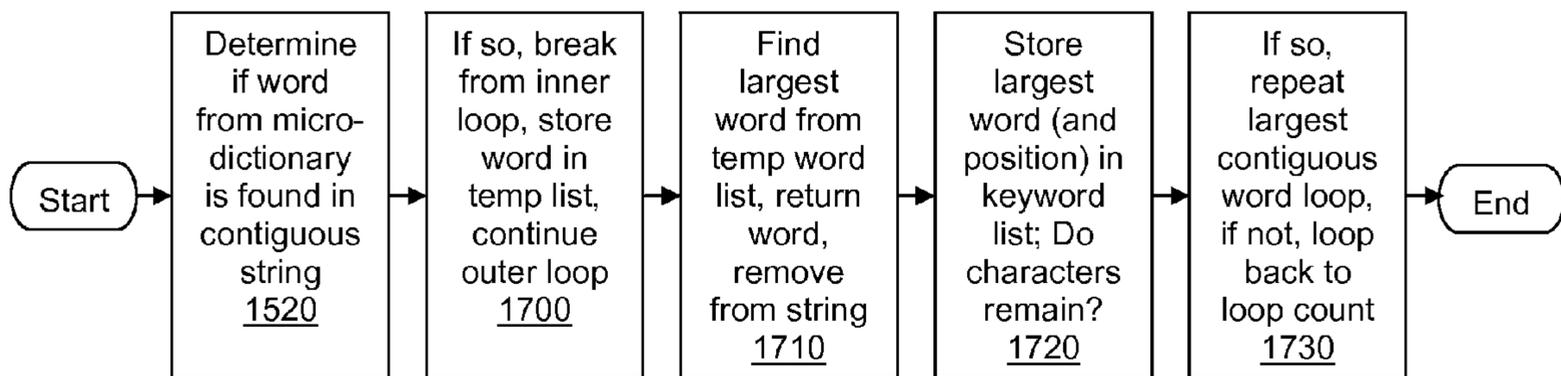 Start
Determine
if word
from micro-
dictionary
is found in
contiguous
string
1520
If so, break
from inner
loop, store
word in
temp list,
continue
outer loop
1700
Find
largest
word from
temp word
list, return
word,
remove
from string
1710
Store
largest
word (and
position) in
keyword
list; Do
characters
remain?
1720
If so,
repeat
largest
contiguous
word loop,
if not, loop
back to
loop count
1730
End